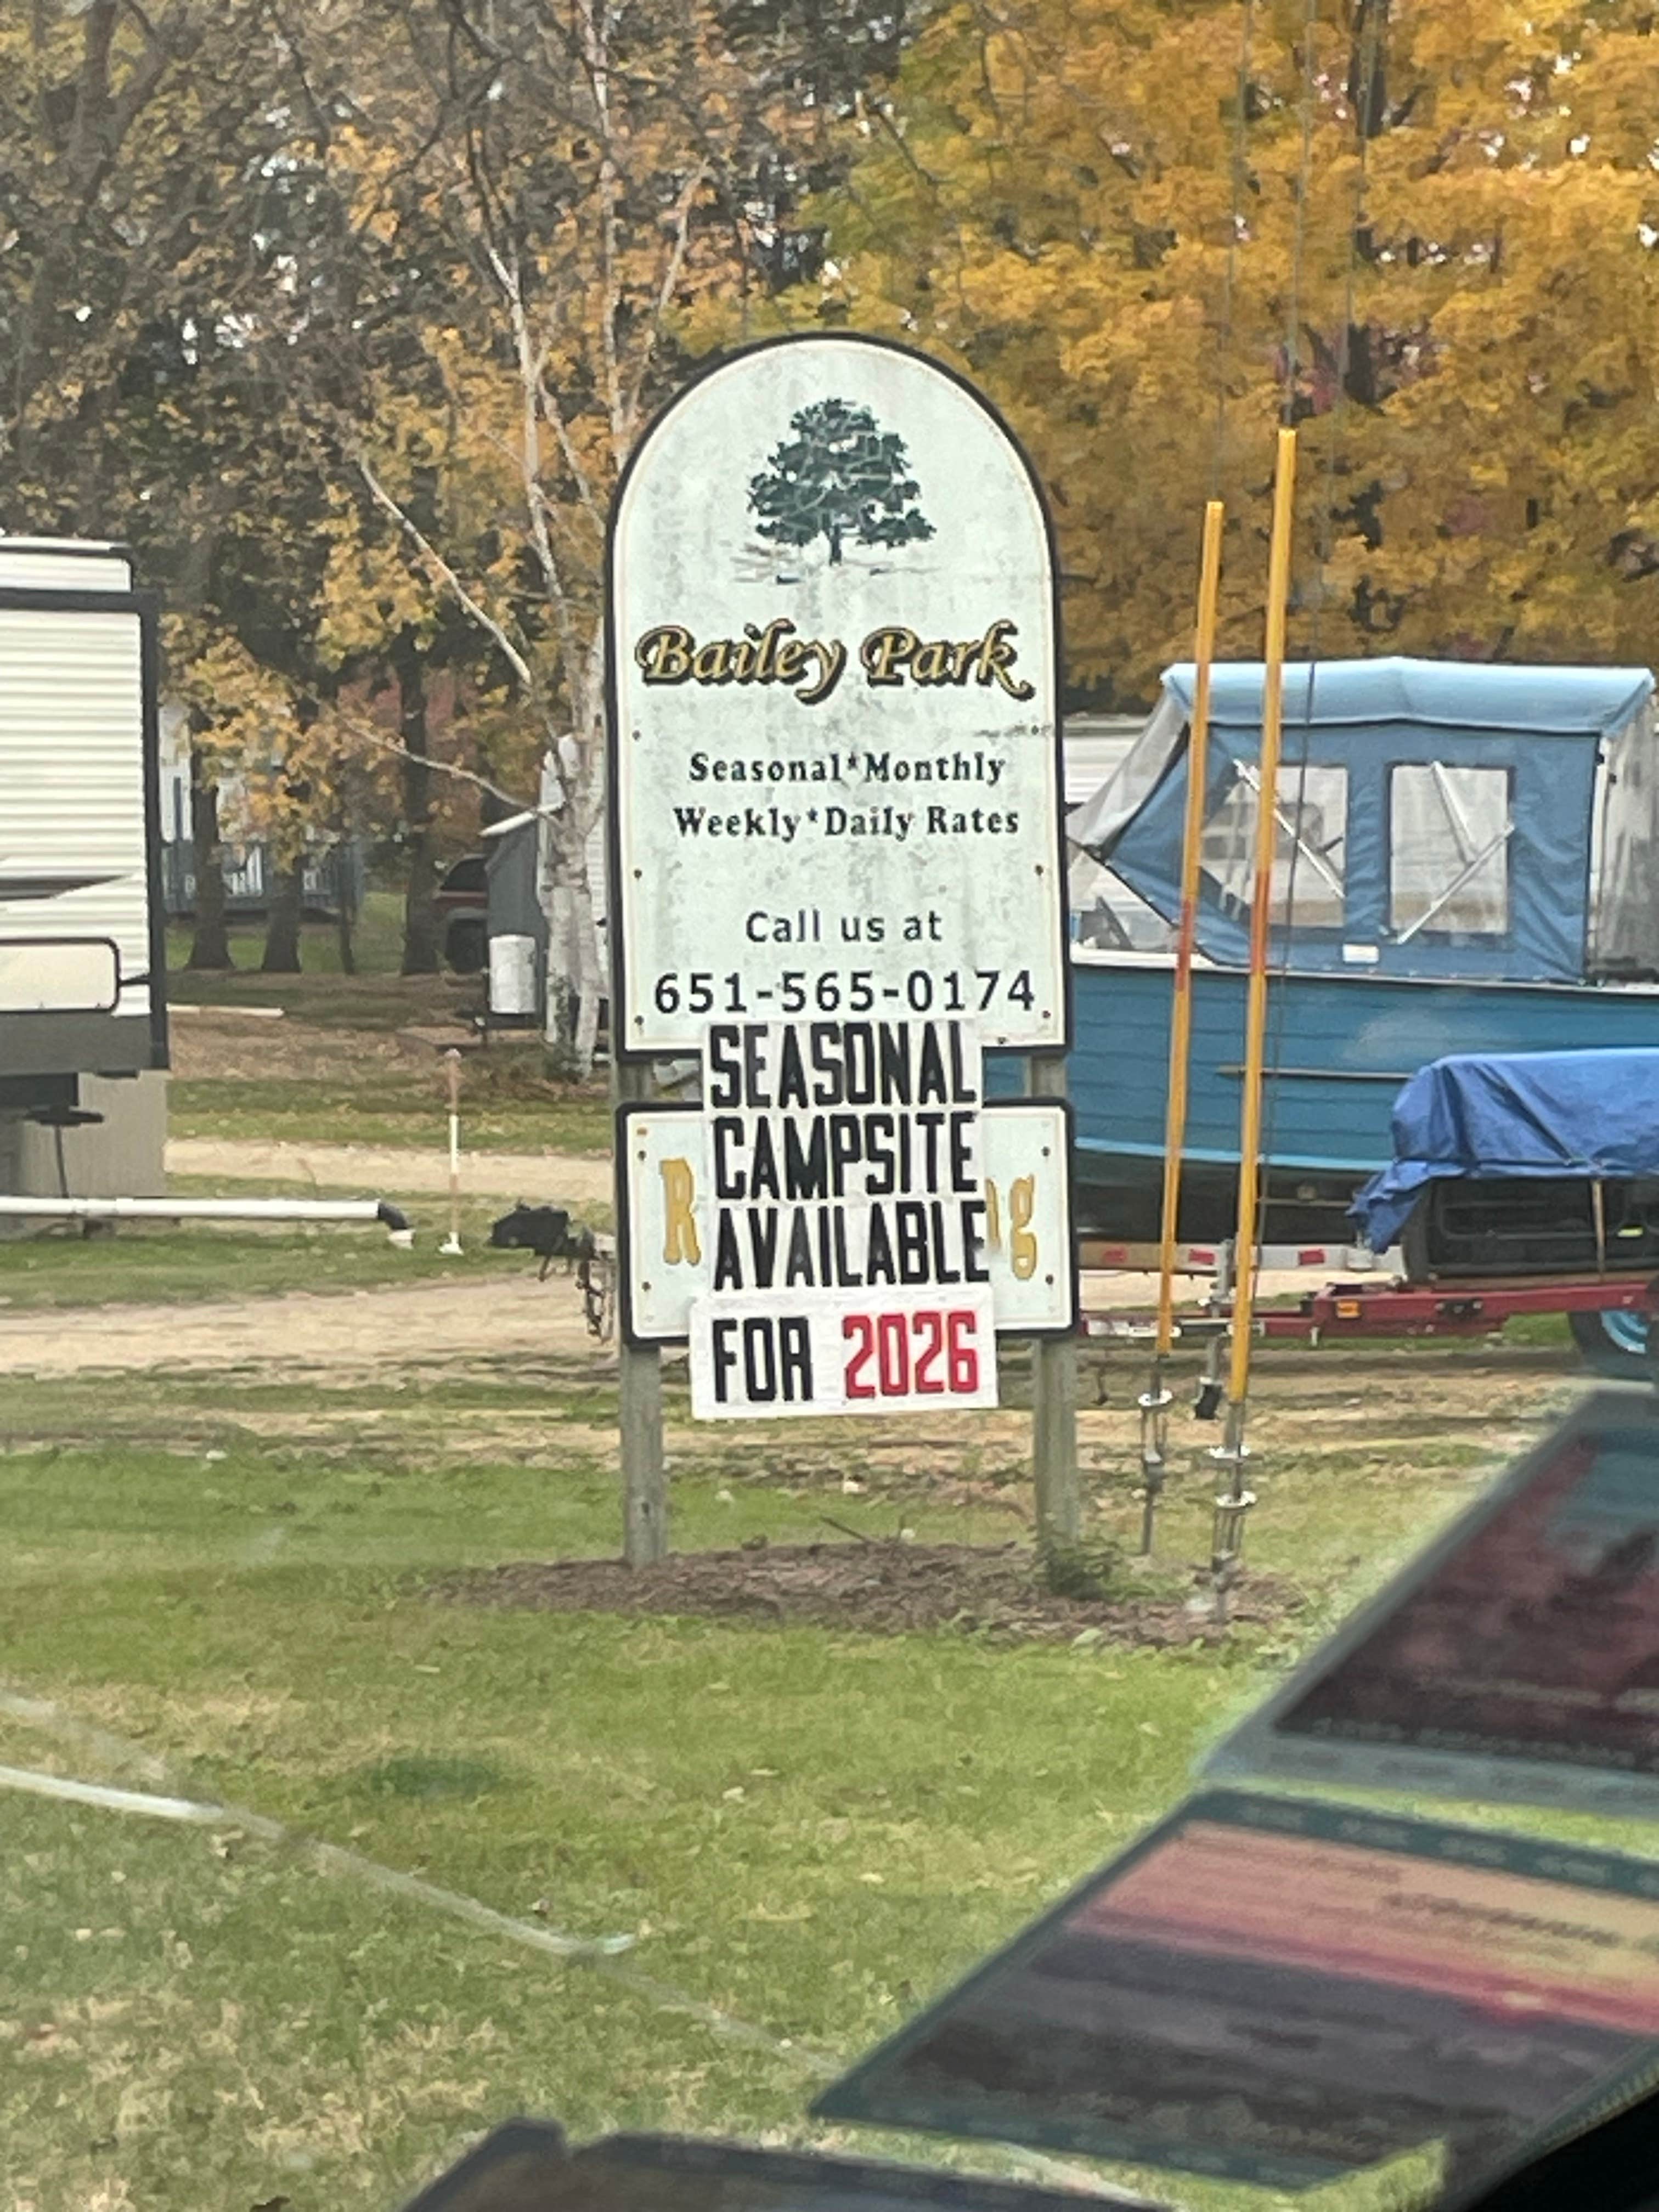 Bailey Park
Seasonal*Monthly
Weekly*Daily Rates
Call us at
651-565-0174
SEASONAL
CAMPSITE
AVAILABLE
FOR 2026